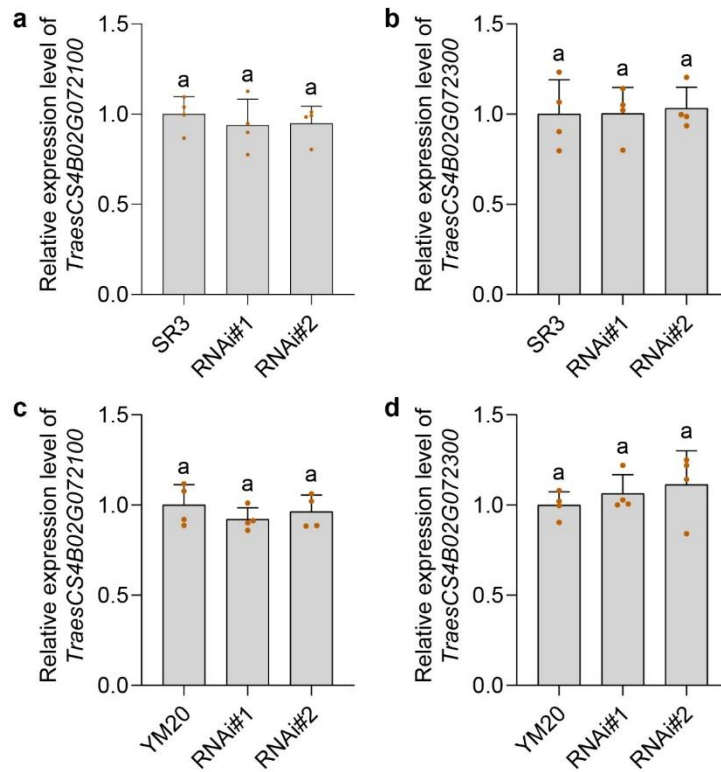 a
Relative expression level of
TraesCS4B02G072100
1.5
1.0
0.5
0.0
a
a
a
SR3
RNAi#1
RNAi#2
b
Relative expression level of
TraesCS4B02G072300
1.5
1.0
0.5
0.0
a
a
a
SR3
RNAi#1
RNAi#2
c
Relative expression level of
TraesCS4B02G072100
1.5
1.0
0.5
0.0
a
a
a
YM20
RNAi#1
RNAi#2
d
Relative expression level of
TraesCS4B02G072300
1.5
1.0
0.5
0.0
a
a
a
YM20
RNAi#1
RNAi#2